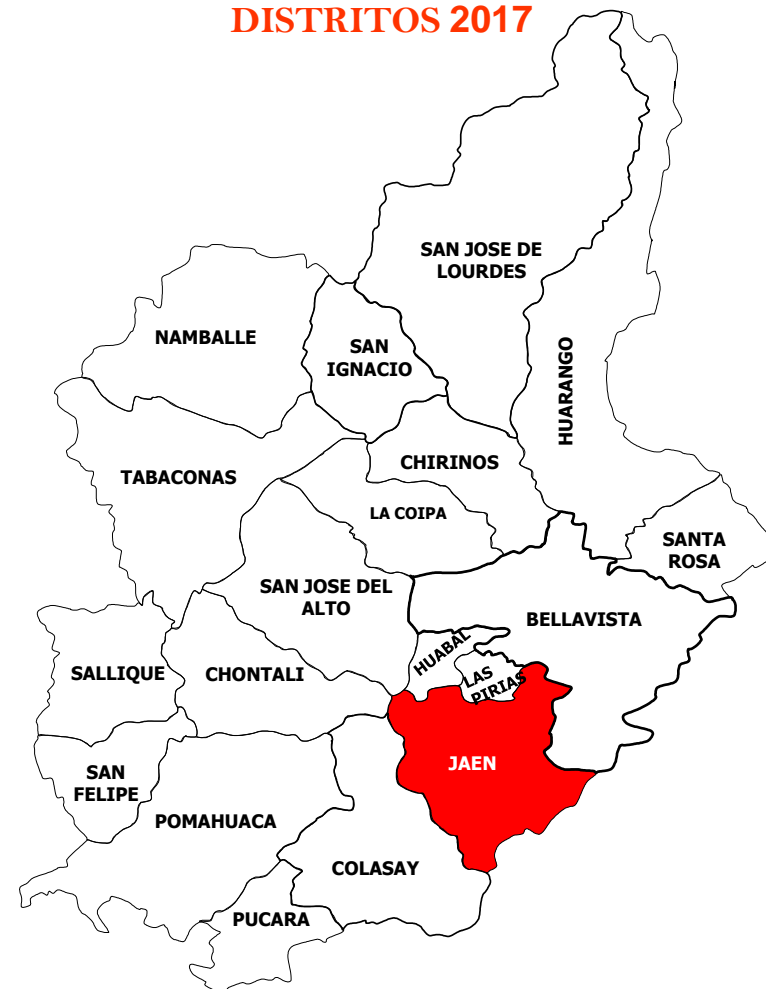 DISTRITOS 2017
SAN JOSE DE
LOURDES
NAMBALLE
SAN
IGNACIO
HUARANGO
CHIRINOS
TABACONAS
LA COIPA
SANTA
ROSA
SAN JOSE DEL
ALTO
BELLAVISTA
HUABAL
SALLIQUE
CHONTALI
LAS
PIRIAS
JAEN
SAN
FELIPE
POMAHUACA
COLASAY
PUCARA